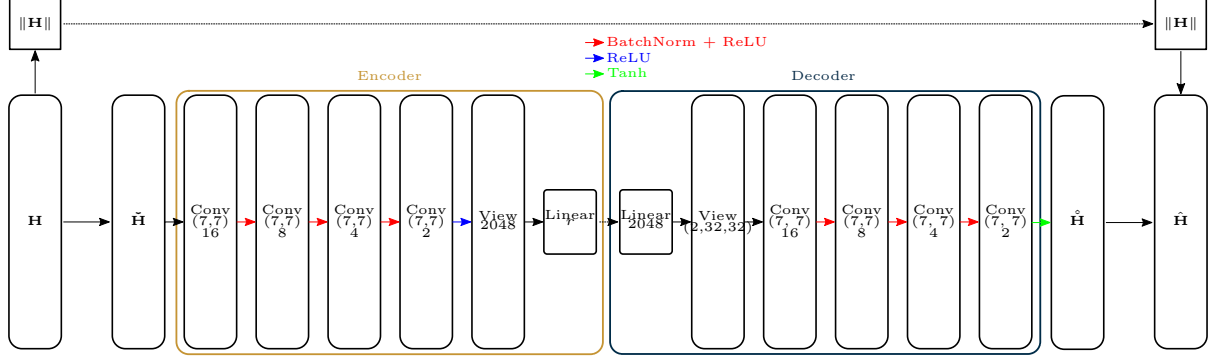 ‖H‖
‖H‖
BatchNorm + ReLU
ReLU
Tanh
Encoder
Decoder
H
Ȟ
Conv
(7,7)
16
Conv
(7,7)
8
Conv
(7,7)
4
Conv
(7,7)
2
View
2048
Linear
r
Linear
2048
View
(2,32,32)
Conv
(7, 7)
16
Conv
(7,7)
8
Conv
(7, 7)
4
Conv
(7, 7)
2
H̊̂
Ĥ